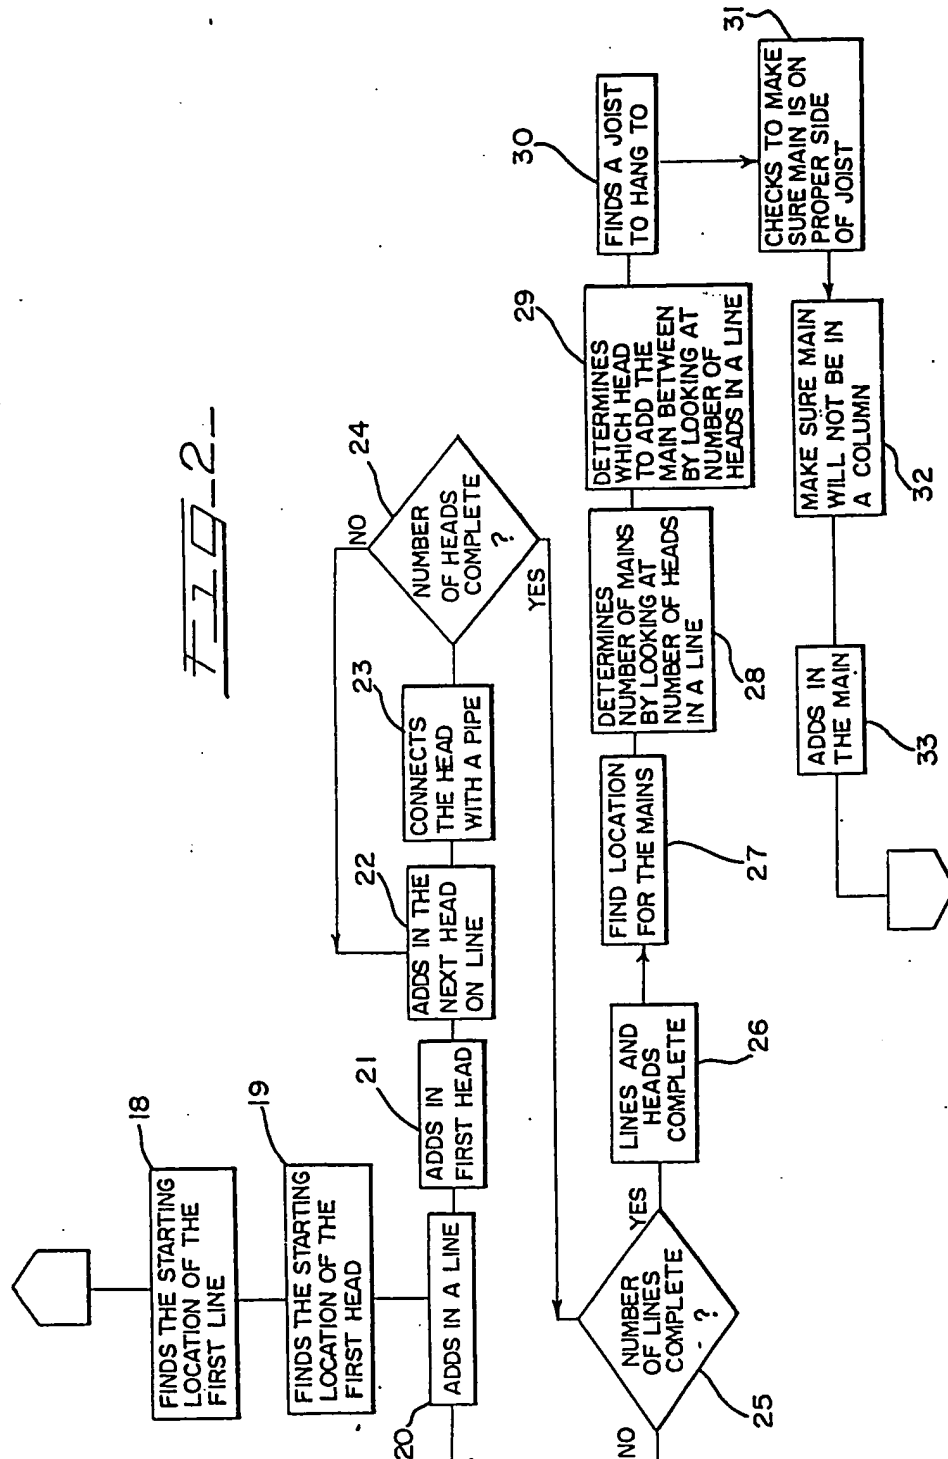 FIG_2_
18
FINDS THE STARTING
LOCATION OF THE
FIRST LINE
19
FINDS THE STARTING
LOCATION OF THE
FIRST HEAD
20
ADDS IN A LINE
21
ADDS IN
FIRST HEAD
22
ADDS IN THE
NEXT HEAD
ON LINE
23
CONNECTS
THE HEAD
WITH A PIPE
24
NUMBER
OF HEADS
COMPLETE
?
NO
YES
25
NUMBER
OF LINES
COMPLETE
?
NO
YES
26
LINES AND
HEADS
COMPLETE
27
FIND LOCATION
FOR THE MAINS
28
DETERMINES
NUMBER OF MAINS
BY LOOKING AT
NUMBER OF HEADS
IN A LINE
29
DETERMINES
WHICH HEAD
TO ADD THE
MAIN BETWEEN
BY LOOKING AT
NUMBER OF
HEADS IN A LINE
30
FINDS A JOIST
TO HANG TO
31
CHECKS TO MAKE
SURE MAIN IS ON
PROPER SIDE
OF JOIST
32
MAKE SURE MAIN
WILL NOT BE IN
A COLUMN
33
ADDS IN
THE MAIN